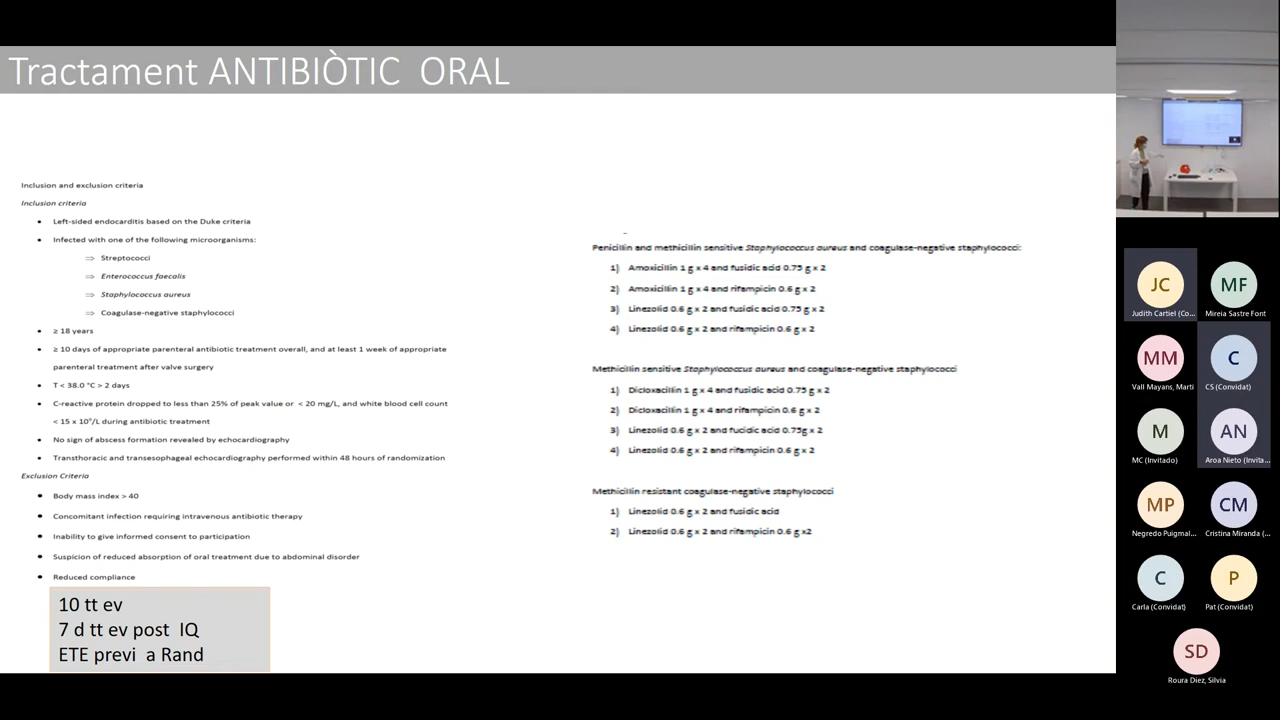 Tractament ANTIBIÒTIC ORAL
Inclusion and exclusion criteria
Inclusion criteria
• Left-sided endocarditis based on the Duke criteria
• Infected with one of the following microorganisms:
⇒ Streptococci
⇒ Enterococcus faecalis
⇒ Staphylococcus aureus
⇒ Coagulase-negative staphylococci
• ≥ 18 years
• ≥ 10 days of appropriate parenteral antibiotic treatment overall, and at least 1 week of appropriate
parenteral treatment after valve surgery
• T < 38.0 °C > 2 days
• C-reactive protein dropped to less than 25% of peak value or < 20 mg/L, and white blood cell count
< 15 x 10⁹/L during antibiotic treatment
• No sign of abscess formation revealed by echocardiography
• Transthoracic and transesophageal echocardiography performed within 48 hours of randomization
Exclusion Criteria
• Body mass index > 40
• Concomitant infection requiring intravenous antibiotic therapy
• Inability to give informed consent to participation
• Suspicion of reduced absorption of oral treatment due to abdominal disorder
• Reduced compliance
10 tt ev
7 d tt ev post IQ
ETE previ a Rand
Penicillin and methicillin sensitive Staphylococcus aureus and coagulase-negative staphylococci:
1) Amoxicillin 1 g x 4 and fusidic acid 0.75 g x 2
2) Amoxicillin 1 g x 4 and rifampicin 0.6 g x 2
3) Linezolid 0.6 g x 2 and fusidic acid 0.75 g x 2
4) Linezolid 0.6 g x 2 and rifampicin 0.6 g x 2
Methicillin sensitive Staphylococcus aureus and coagulase-negative staphylococci
1) Dicloxacillin 1 g x 4 and fusidic acid 0.75 g x 2
2) Dicloxacillin 1 g x 4 and rifampicin 0.6 g x 2
3) Linezolid 0.6 g x 2 and fucidic acid 0.75g x 2
4) Linezolid 0.6 g x 2 and rifampicin 0.6 g x 2
Methicillin resistant coagulase-negative staphylococci
1) Linezolid 0.6 g x 2 and fusidic acid
2) Linezolid 0.6 g x 2 and rifampicin 0.6 g x2
JC MF
Judith Cartiel (Co... Mireia Sastre Font
MM C
Vall Mayans, Marti CS (Convidat)
M AN
MC (Invitado) Aroa Nieto (Invita...
MP CM
Negredo Puigmal... Cristina Miranda (...
C P
Carla (Convidat) Pat (Convidat)
SD
Roura Diez, Silvia